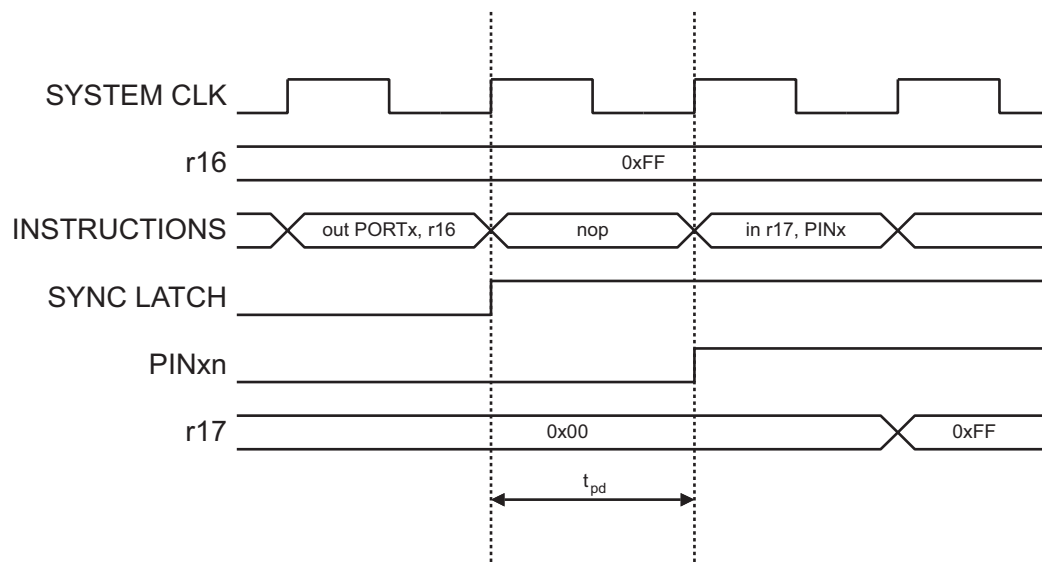 SYSTEM CLK
r16
0xFF
INSTRUCTIONS
out PORTx, r16
nop
in r17, PINx
SYNC LATCH
PINxn
r17
0x00
0xFF
tpd